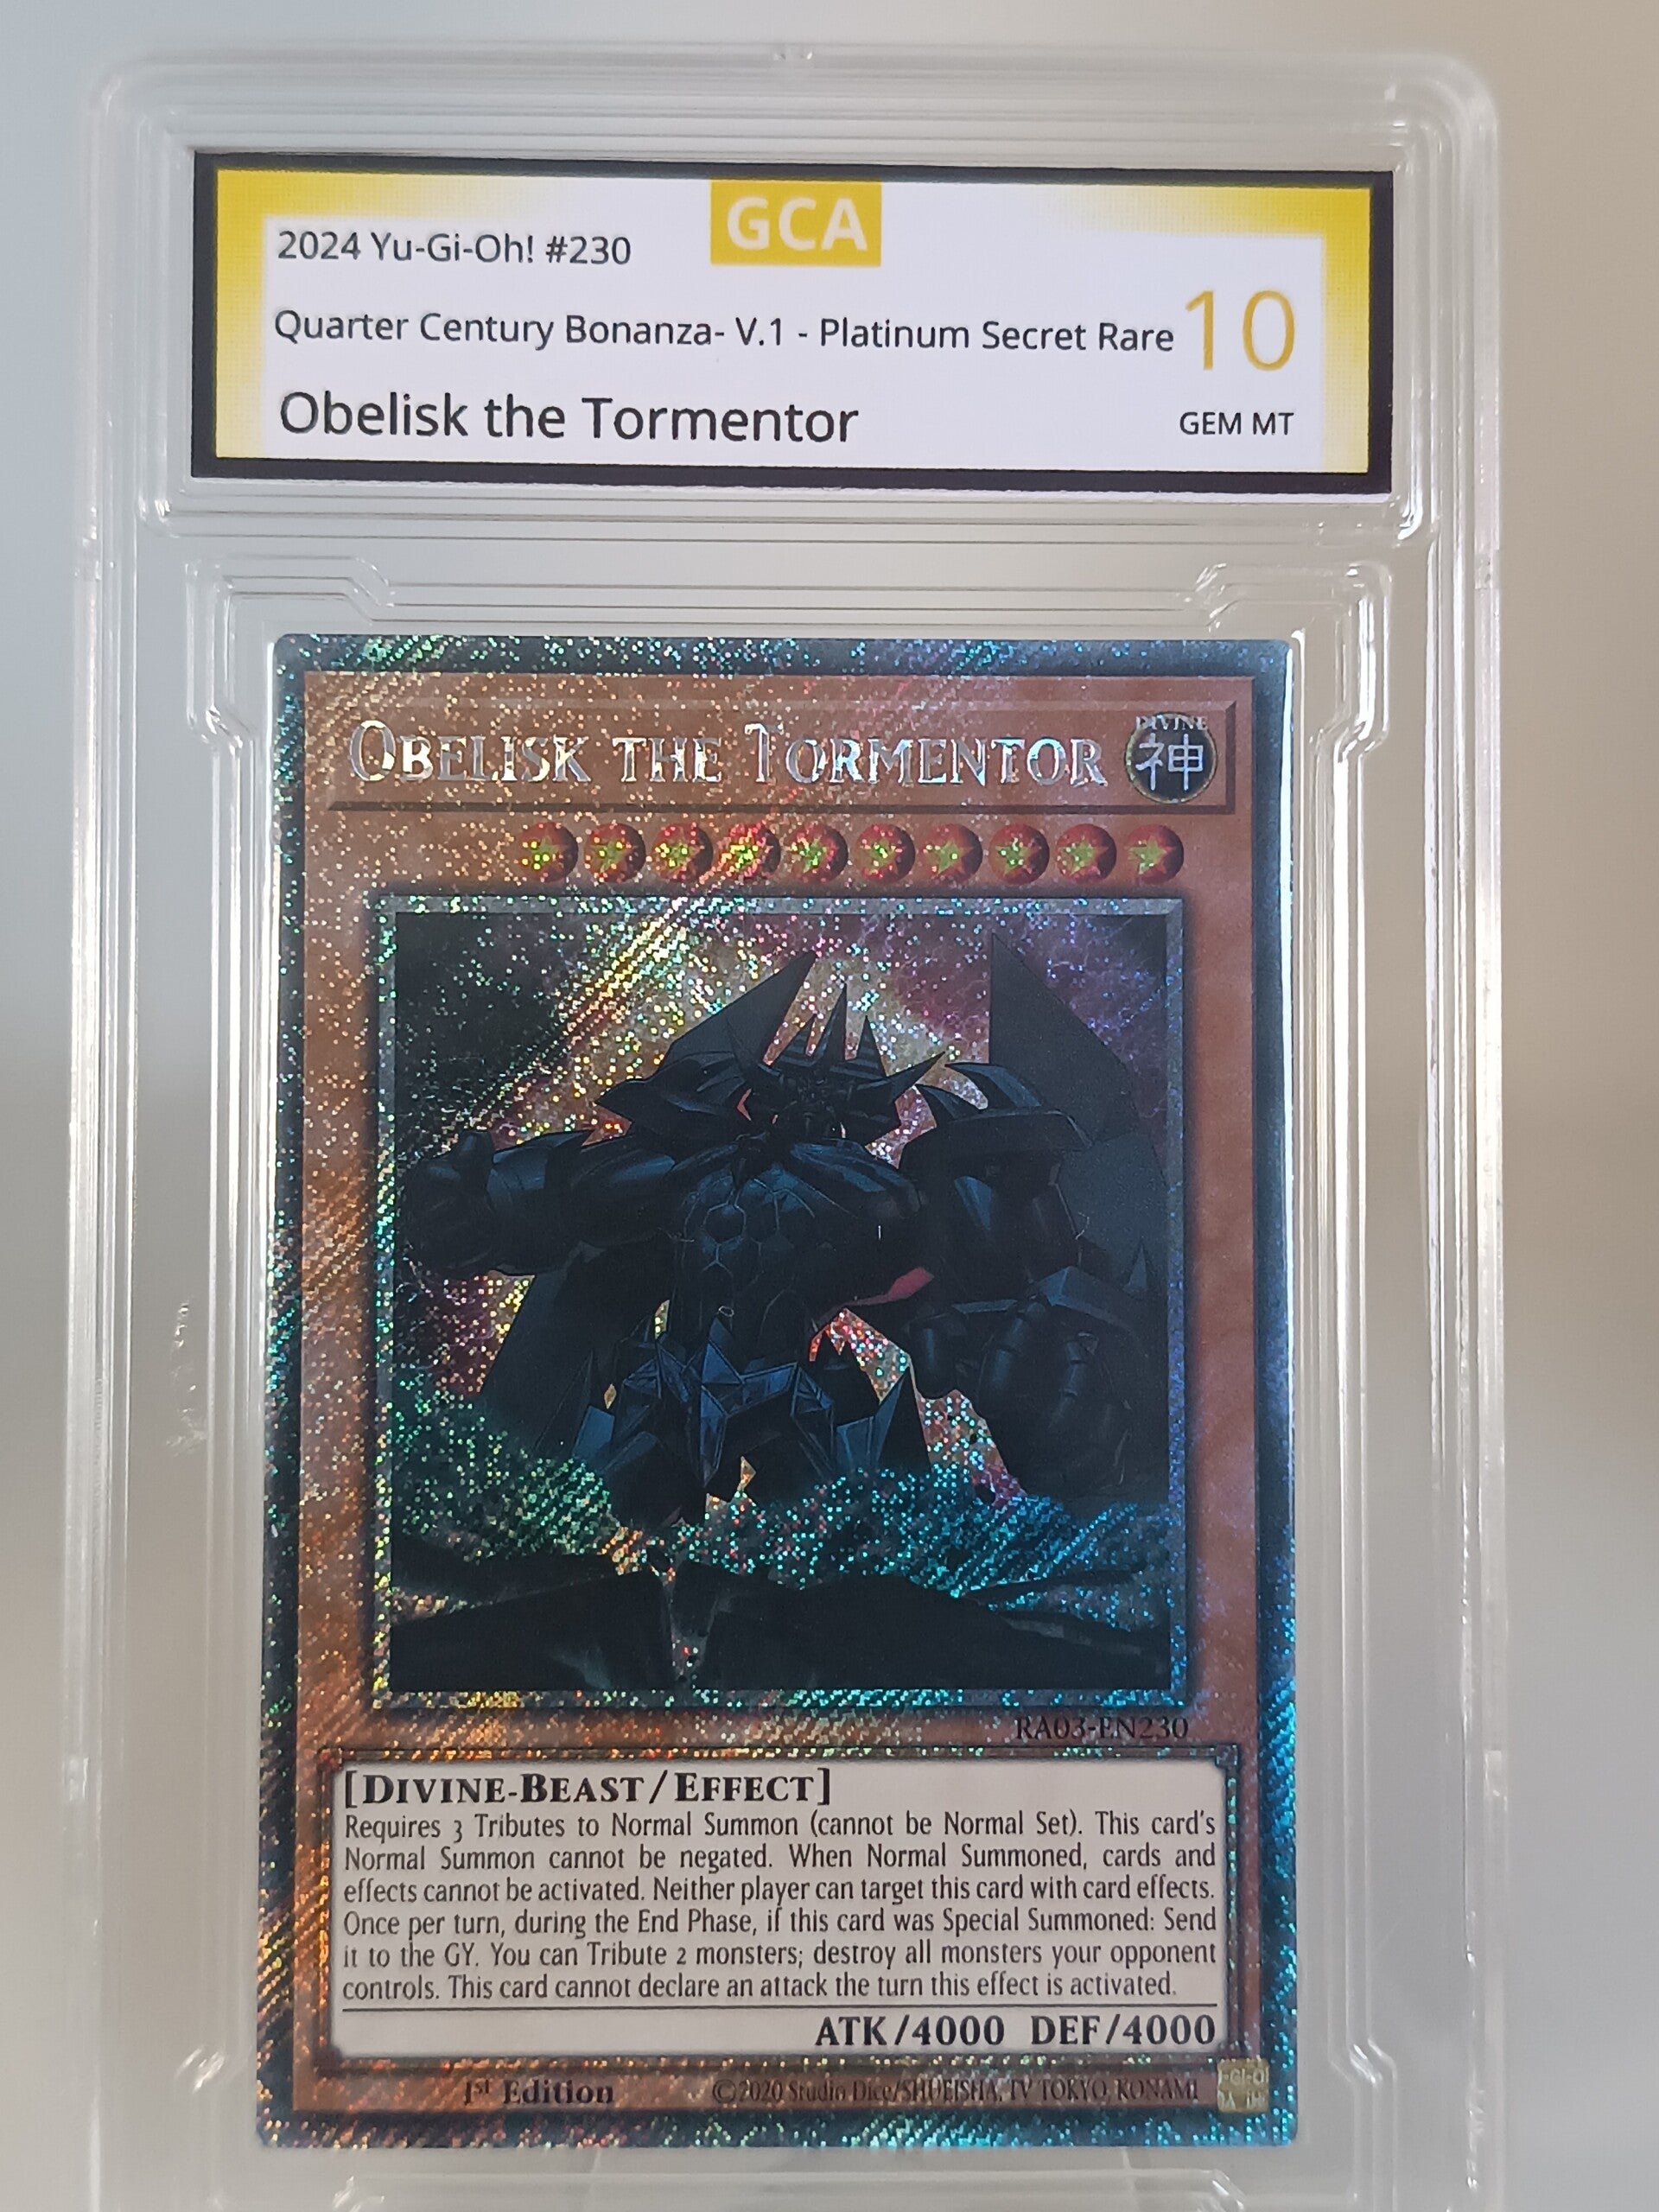 GCA
2024 Yu-Gi-Oh! #230
Quarter Century Bonanza- V.1 - Platinum Secret Rare
10
Obelisk the Tormentor
GEM MT
OBELISK THE TORMENTOR
DIVINE
神
RA03-EN230
[DIVINE-BEAST/EFFECT]
Requires 3 Tributes to Normal Summon (cannot be Normal Set). This card's
Normal Summon cannot be negated. When Normal Summoned, cards and
effects cannot be activated. Neither player can target this card with card effects.
Once per turn, during the End Phase, if this card was Special Summoned: Send
it to the GY. You can Tribute 2 monsters; destroy all monsters your opponent
controls. This card cannot declare an attack the turn this effect is activated.
ATK/4000 DEF/4000
1st Edition
©2020 Studio Dice/SHUEISHA, TV TOKYO, KONAMI